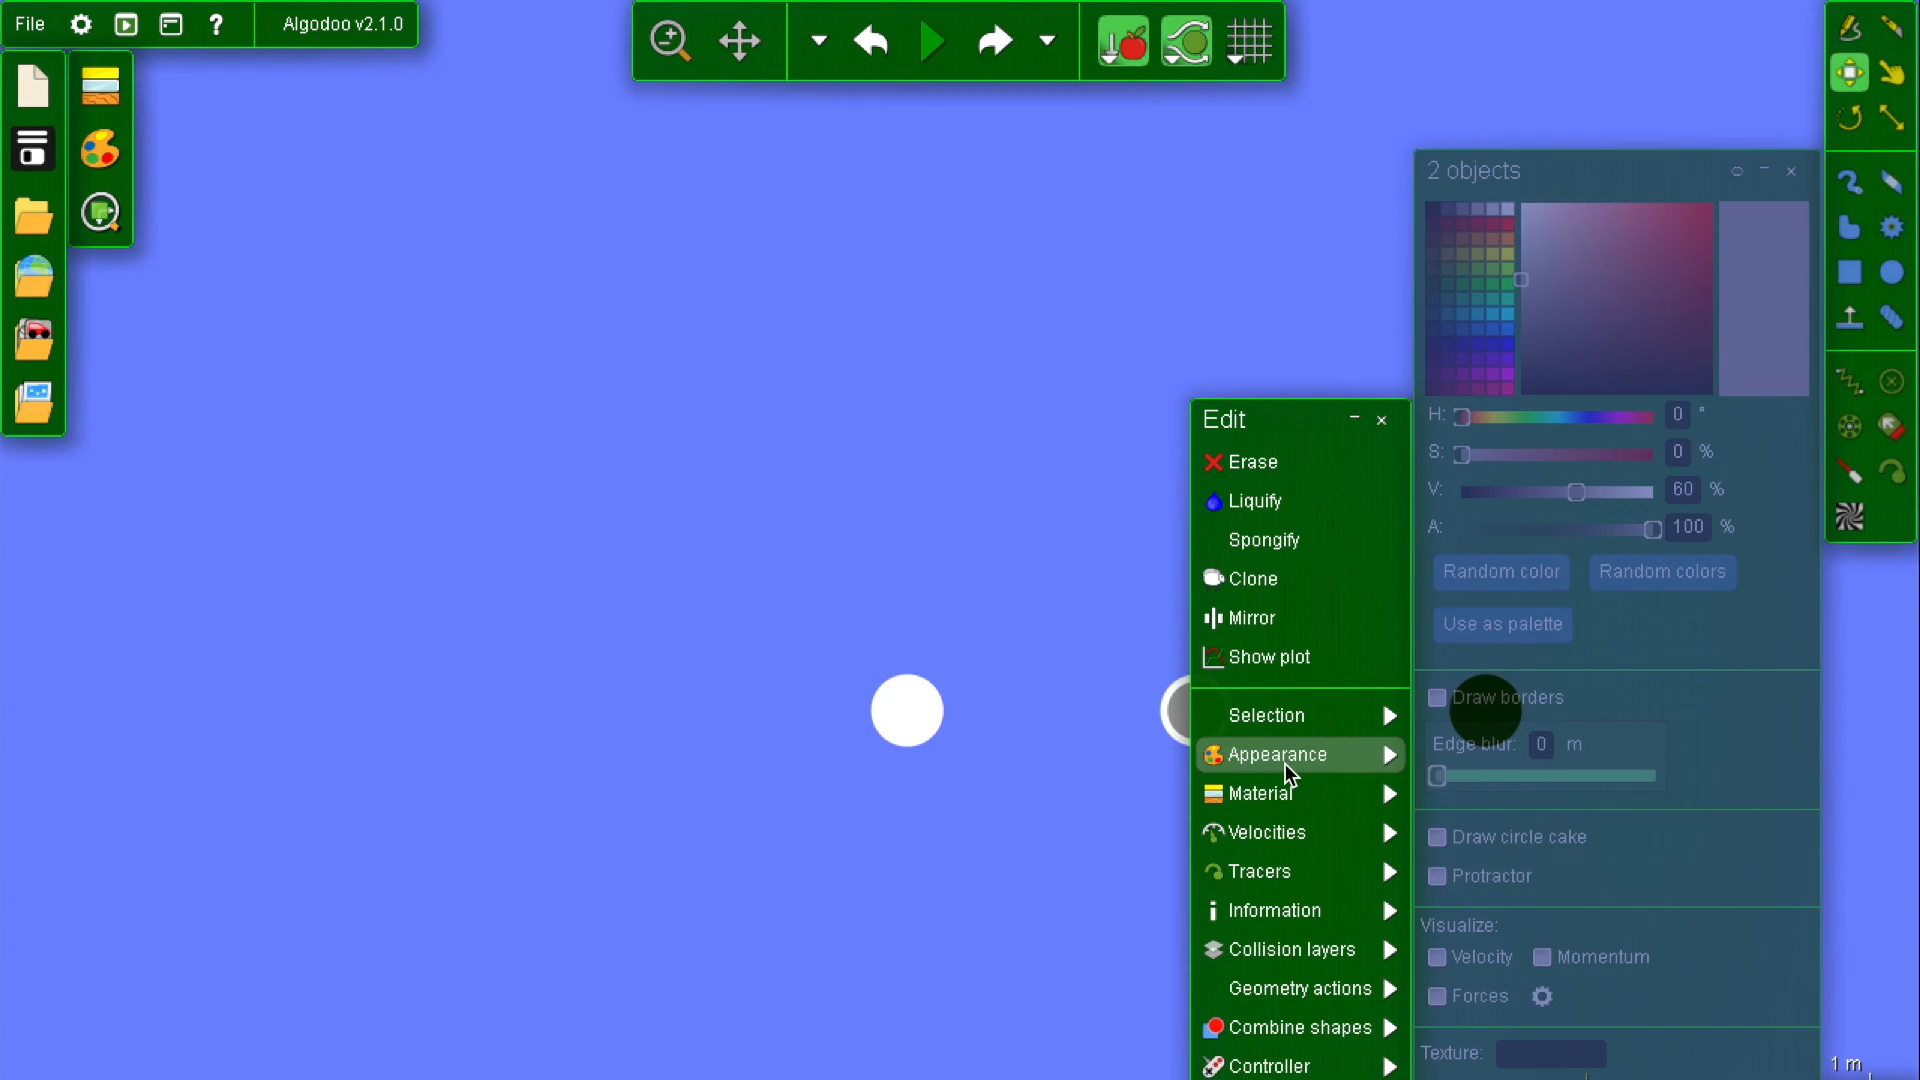 File
?
Algodoo v2.1.0
2 objects
H: 0 °
S: 0 %
V: 60 %
A: 100 %
Random color
Random colors
Use as palette
Draw borders
Edge blur: 0 m
Draw circle cake
Protractor
Visualize:
Velocity
Momentum
Forces
Texture:
Edit
Erase
Liquify
Spongify
Clone
Mirror
Show plot
Selection
Appearance
Material
Velocities
Tracers
Information
Collision layers
Geometry actions
Combine shapes
Controller
1 m